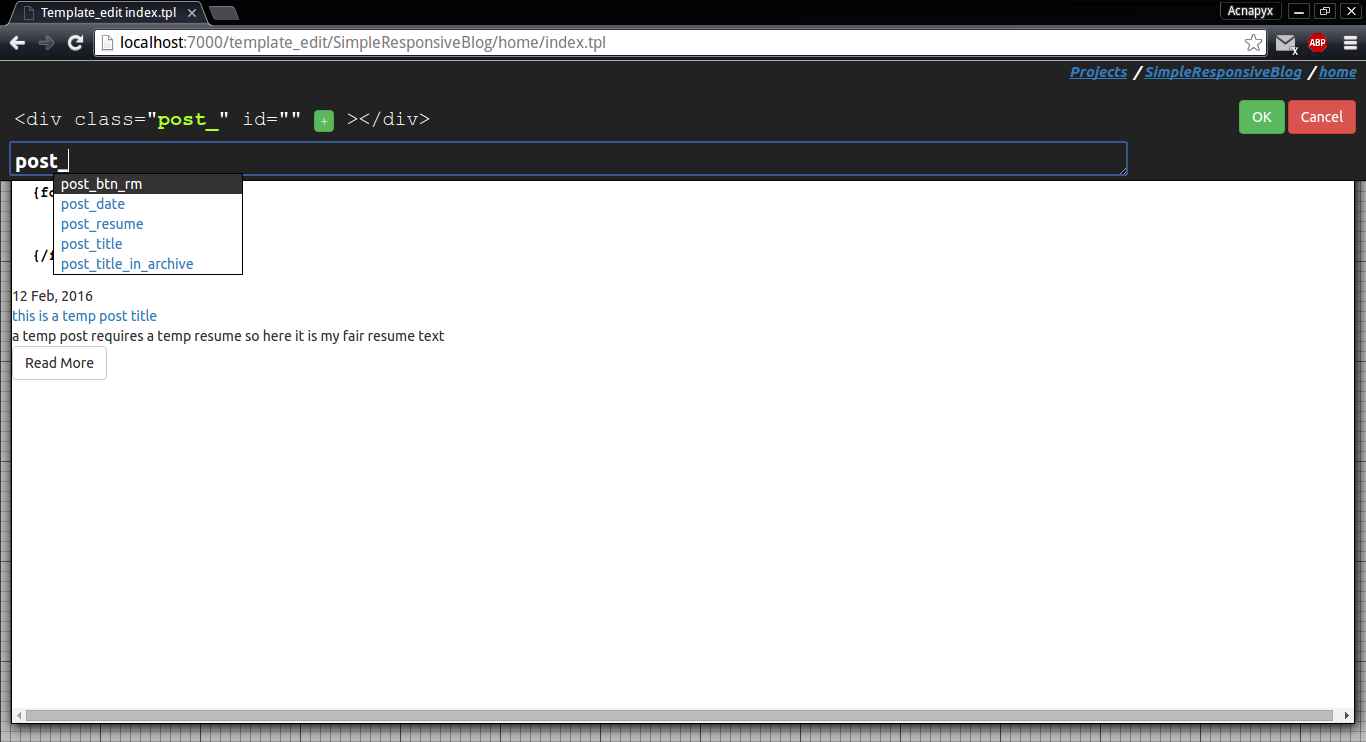 Template_edit index.tpl
Acnapyx
localhost:7000/template_edit/SimpleResponsiveBlog/home/index.tpl
ABP
x
Projects / SimpleResponsiveBlog / home
<div class="post_" id="" + ></div>
OK Cancel
post_
post_btn_rm
post_date
post_resume
post_title
post_title_in_archive
{fo
{/f
12 Feb, 2016
this is a temp post title
a temp post requires a temp resume so here it is my fair resume text
Read More